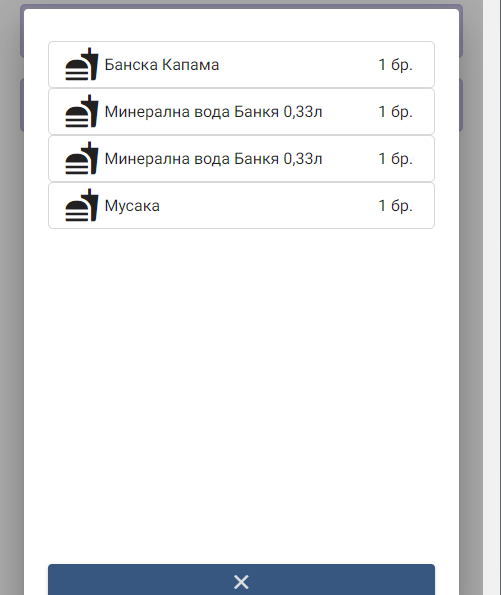 Банска Капама 1 бр.
Минерална вода Банкя 0,33л 1 бр.
Минерална вода Банкя 0,33л 1 бр.
Мусака 1 бр.